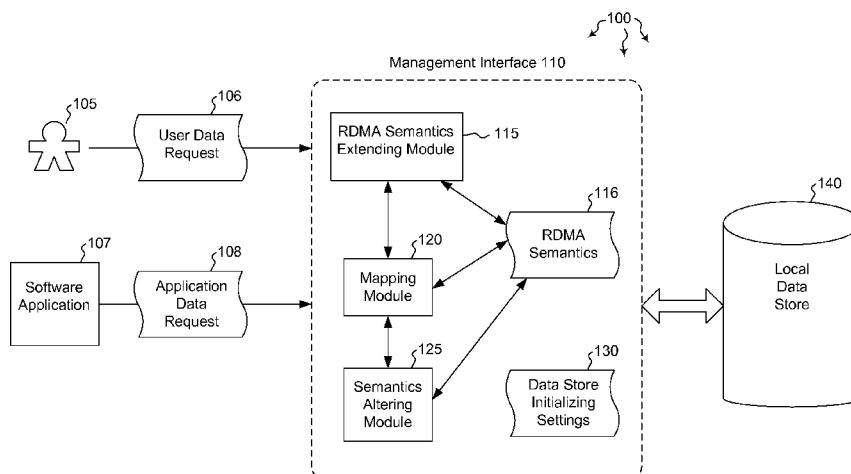 100
Management Interface 110
105
106
User Data
Request
RDMA Semantics
Extending Module
115
116
RDMA
Semantics
140
Local
Data
Store
107
Software
Application
108
Application
Data
Request
120
Mapping
Module
125
Semantics
Altering
Module
130
Data Store
Initializing
Settings